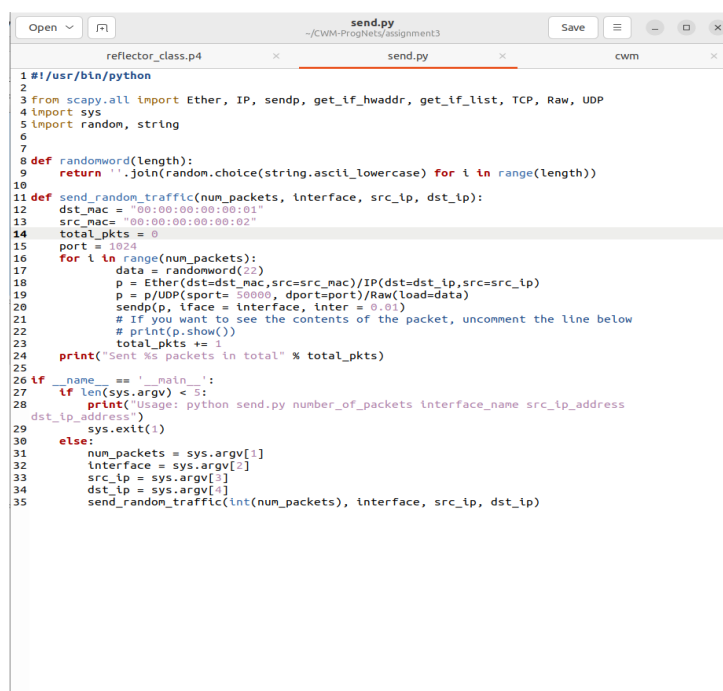 Open
send.py
~/CWM-ProgNets/assignment3
Save
reflector_class.p4
send.py
cwm
1 #!/usr/bin/python
2
3 from scapy.all import Ether, IP, sendp, get_if_hwaddr, get_if_list, TCP, Raw, UDP
4 import sys
5 import random, string
6
7
8 def randomword(length):
9     return ''.join(random.choice(string.ascii_lowercase) for i in range(length))
10
11 def send_random_traffic(num_packets, interface, src_ip, dst_ip):
12     dst_mac = "00:00:00:00:00:01"
13     src_mac= "00:00:00:00:00:02"
14     total_pkts = 0
15     port = 1024
16     for i in range(num_packets):
17             data = randomword(22)
18             p = Ether(dst=dst_mac,src=src_mac)/IP(dst=dst_ip,src=src_ip)
19             p = p/UDP(sport= 50000, dport=port)/Raw(load=data)
20             sendp(p, iface = interface, inter = 0.01)
21             # If you want to see the contents of the packet, uncomment the line below
22             # print(p.show())
23             total_pkts += 1
24     print("Sent %s packets in total" % total_pkts)
25
26 if __name__ == '__main__':
27     if len(sys.argv) < 5:
28         print("Usage: python send.py number_of_packets interface_name src_ip_address
dst_ip_address")
29         sys.exit(1)
30     else:
31         num_packets = sys.argv[1]
32         interface = sys.argv[2]
33         src_ip = sys.argv[3]
34         dst_ip = sys.argv[4]
35         send_random_traffic(int(num_packets), interface, src_ip, dst_ip)